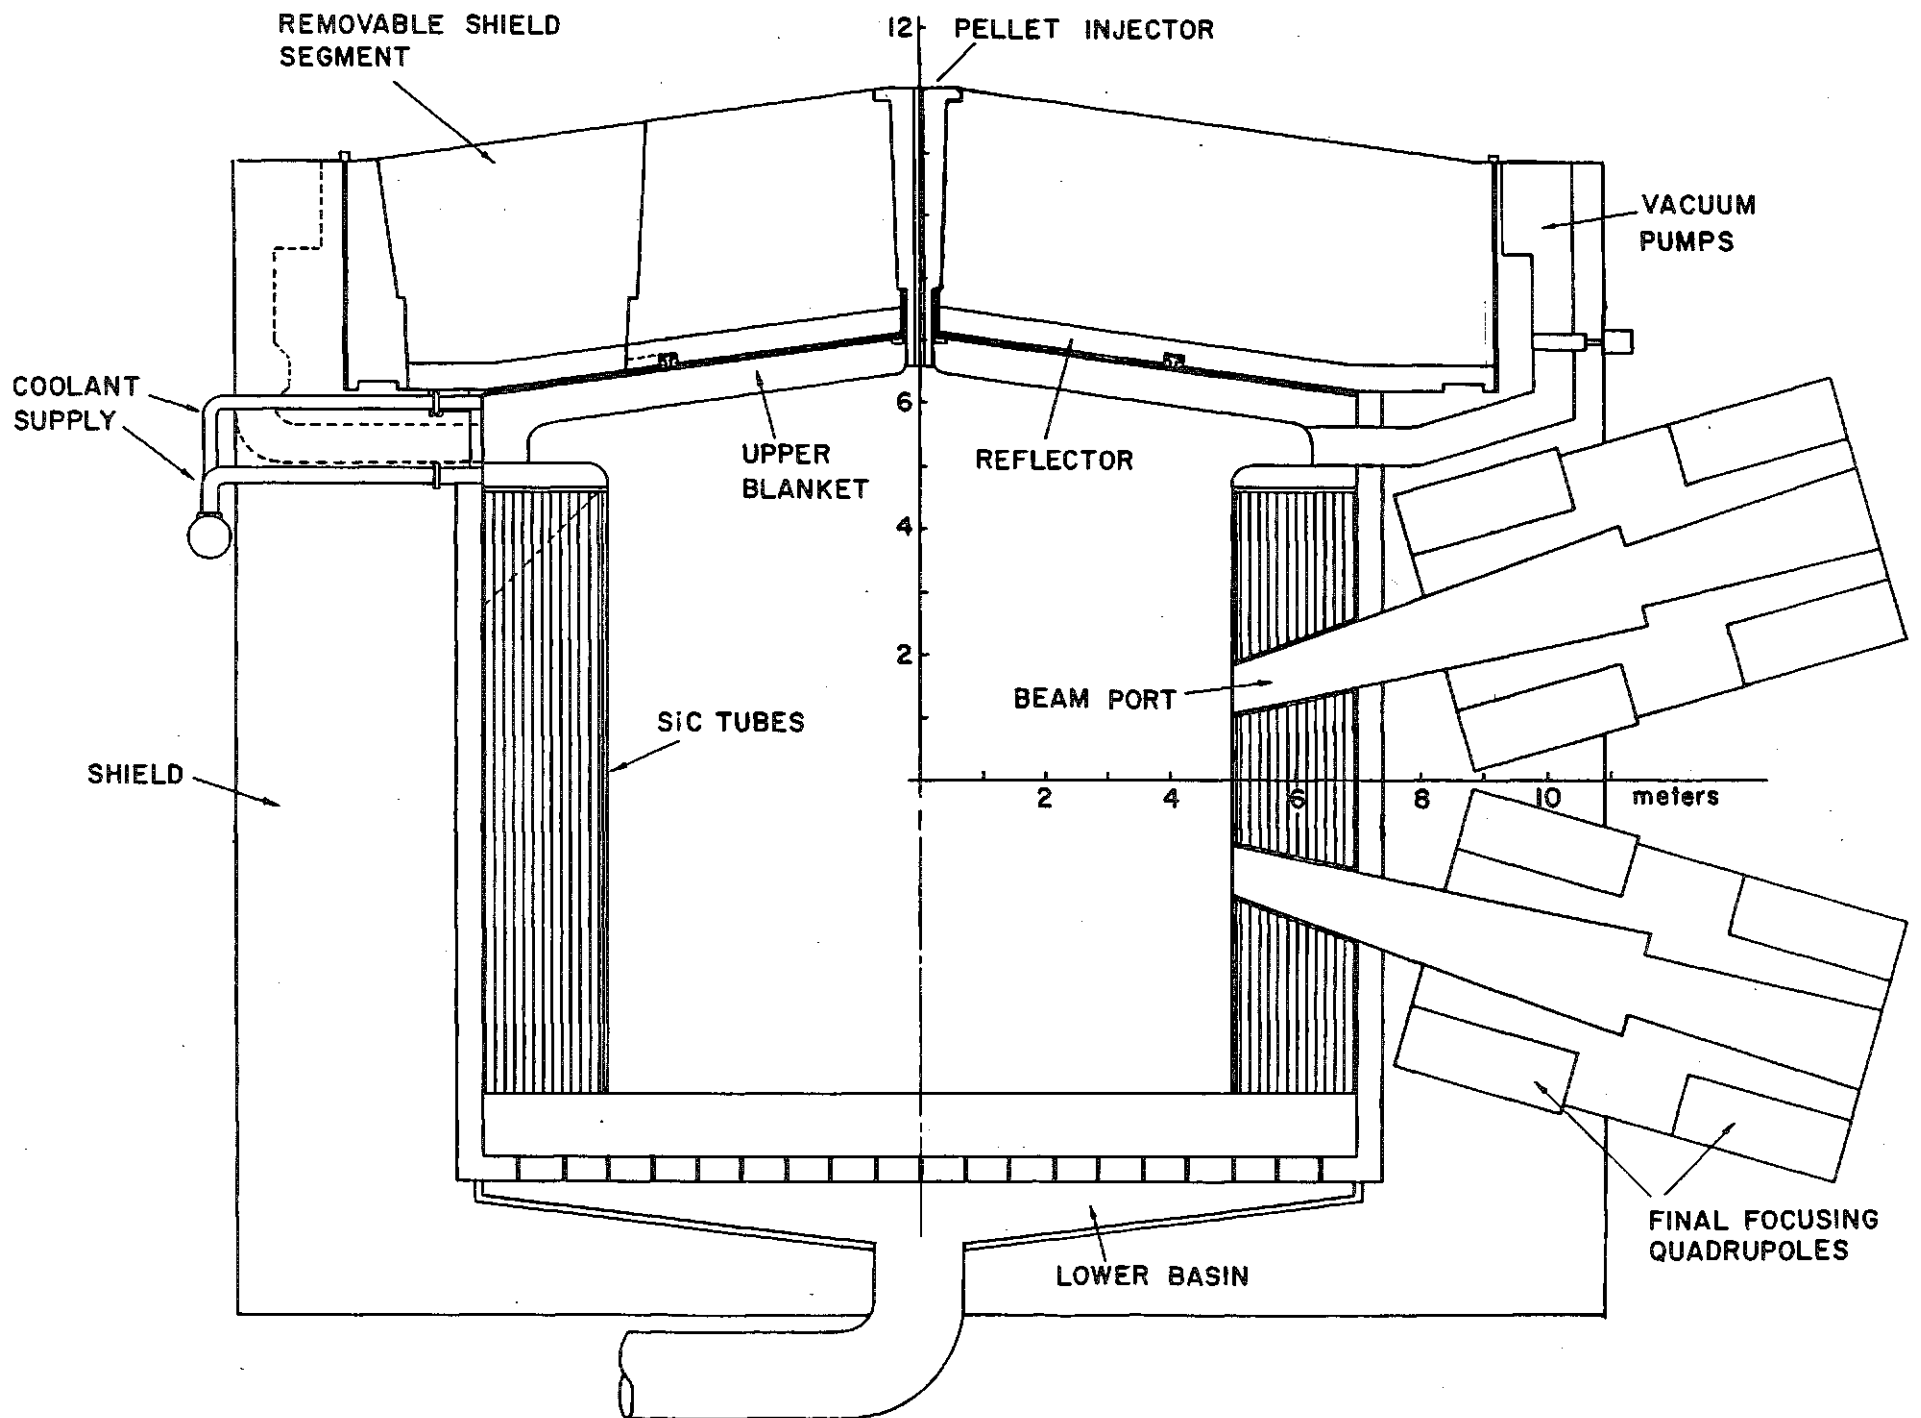 REMOVABLE SHIELD
SEGMENT
12
PELLET INJECTOR
VACUUM
PUMPS
COOLANT
SUPPLY
6
UPPER
BLANKET
REFLECTOR
4
2
BEAM PORT
SiC TUBES
SHIELD
2
4
6
8
10
meters
FINAL FOCUSING
QUADRUPOLES
LOWER BASIN